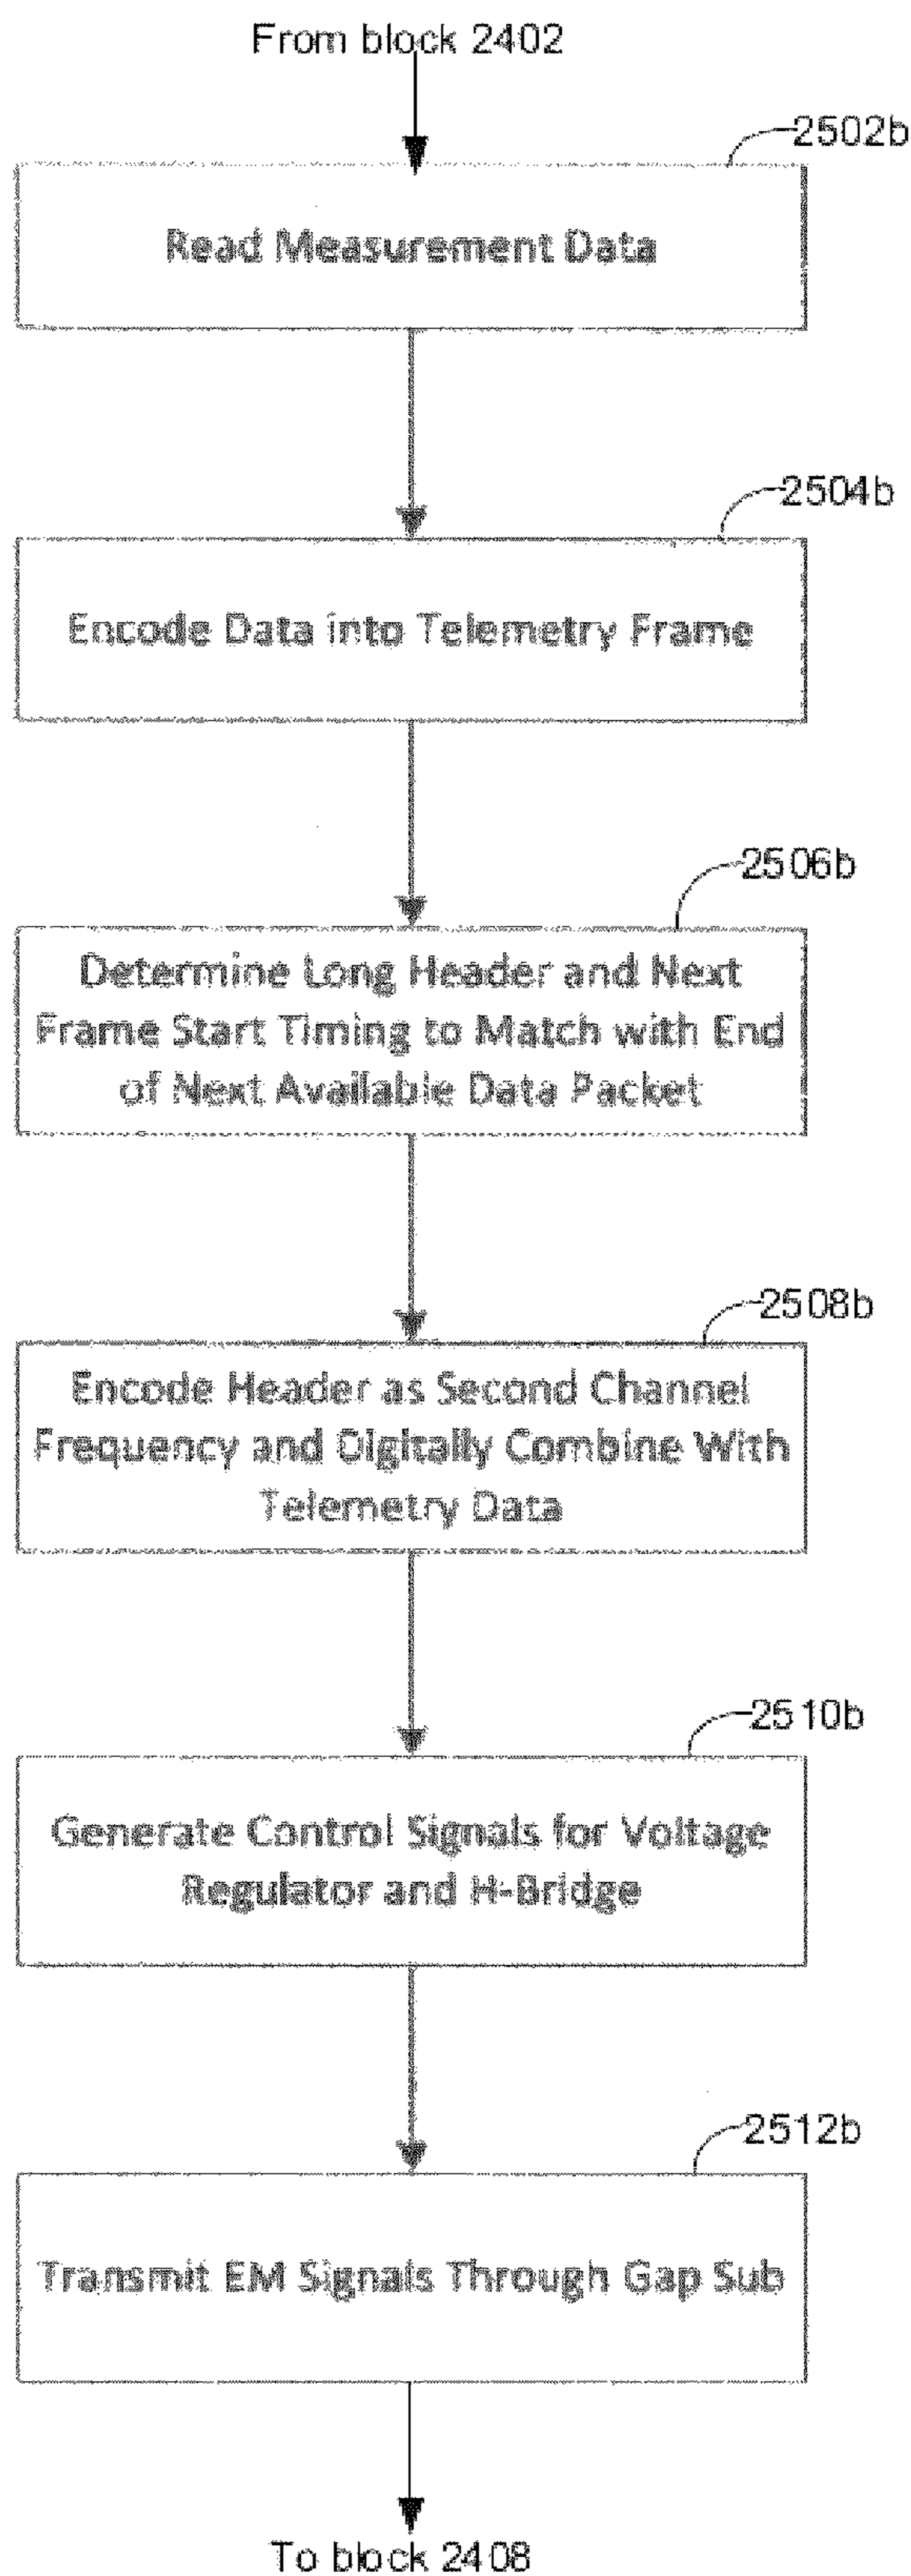 From block 2402
2502b
Read Measurement Data
2504b
Encode Data into Telemetry Frame
2506b
Determine Long Header and Next
Frame Start Timing to Match with End
of Next Available Data Packet
2508b
Encode Header as Second Channel
Frequency and Digitally Combine With
Telemetry Data
2510b
Generate Control Signals for Voltage
Regulator and H-Bridge
2512b
Transmit EM Signals Through Gap Sub
To block 2408